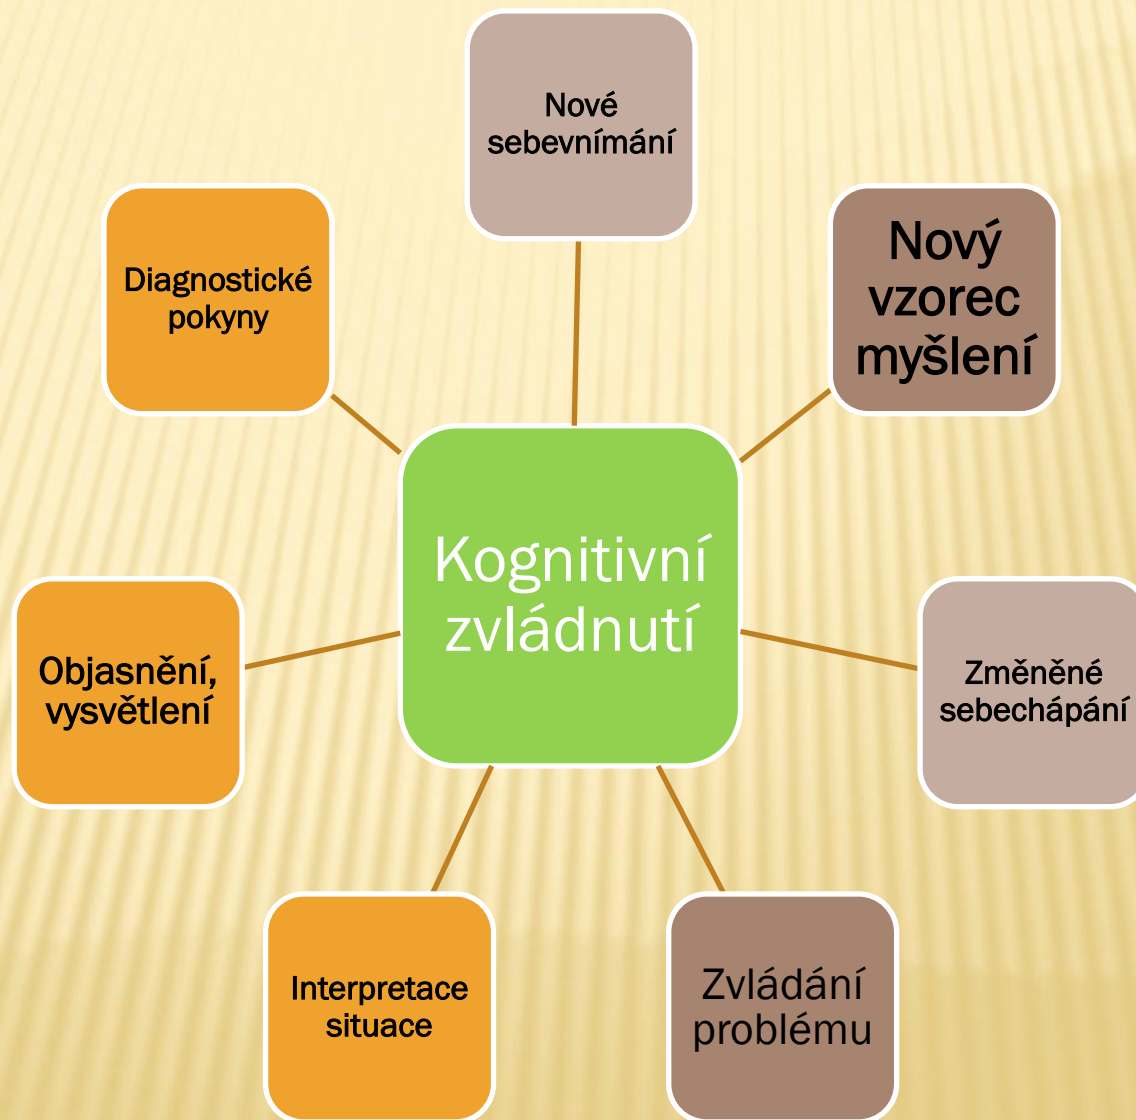 Nové
sebevnímání
Nový
vzorec
myšlení
Diagnostické
pokyny
Kognitivní
zvládnutí
Objasnění,
vysvětlení
Změněné
sebechápání
Interpretace
situace
Zvládání
problému